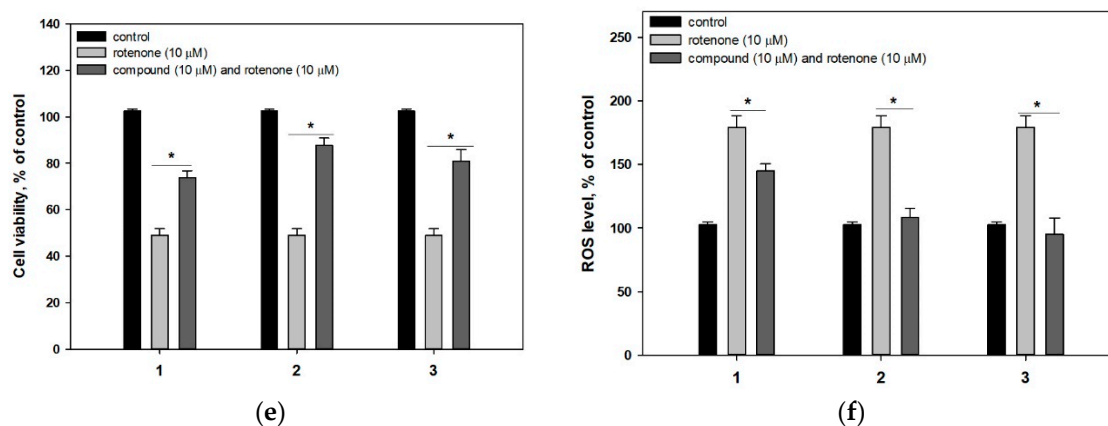 140
120
100
80
60
40
20
0
Cell viability, % of control
control
rotenone (10 μM)
compound (10 μM) and rotenone (10 μM)
*
*
*
1
2
3
(e)
250
200
150
100
50
0
ROS level, % of control
control
rotenone (10 μM)
compound (10 μM) and rotenone (10 μM)
*
*
*
1
2
3
(f)